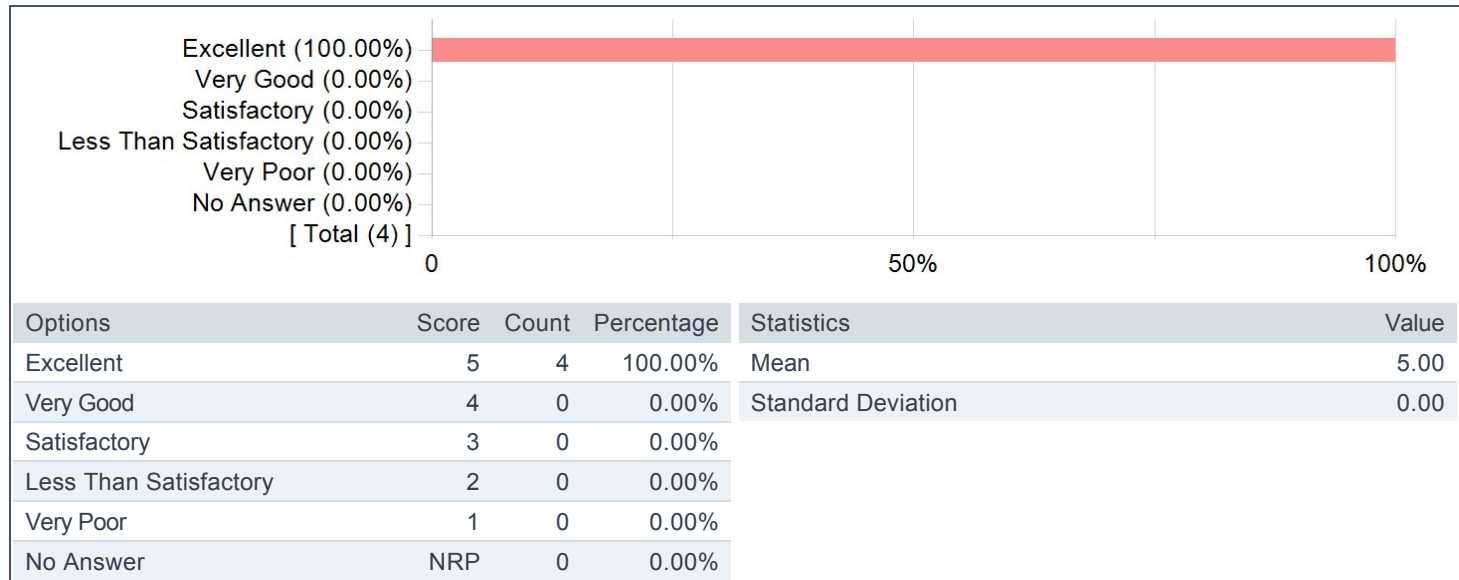 Excellent (100.00%)
Very Good (0.00%)
Satisfactory (0.00%)
Less Than Satisfactory (0.00%)
Very Poor (0.00%)
No Answer (0.00%)
[ Total (4) ]
0 50% 100%
Options Score Count Percentage
Excellent 5 4 100.00%
Very Good 4 0 0.00%
Satisfactory 3 0 0.00%
Less Than Satisfactory 2 0 0.00%
Very Poor 1 0 0.00%
No Answer NRP 0 0.00%
Statistics Value
Mean 5.00
Standard Deviation 0.00